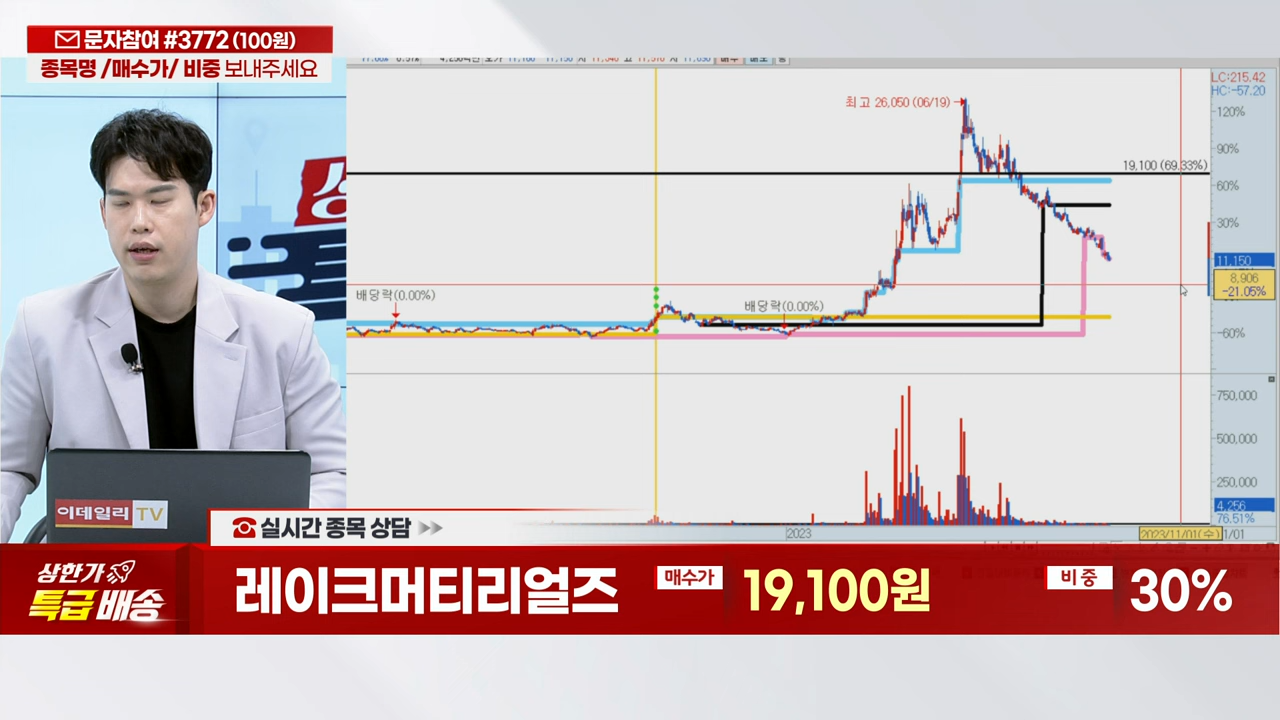 문자참여 #3772 (100원)
종목명 /매수가/ 비중 보내주세요
LC:215.42
HC:-57.20
최고 26,050 (06/19)
120%
90%
19,100 (69.33%)
60%
30%
11,150
8,906
-21.05%
배당락(0.00%)
배당락(0.00%)
-60%
750,000
500,000
250,000
4,256
76.51%
2023
2023/11/01(수)
1/01
이데일리 TV
실시간 종목 상담
상한가
특급 배송
레이크머티리얼즈
매수가
19,100원
비중
30%